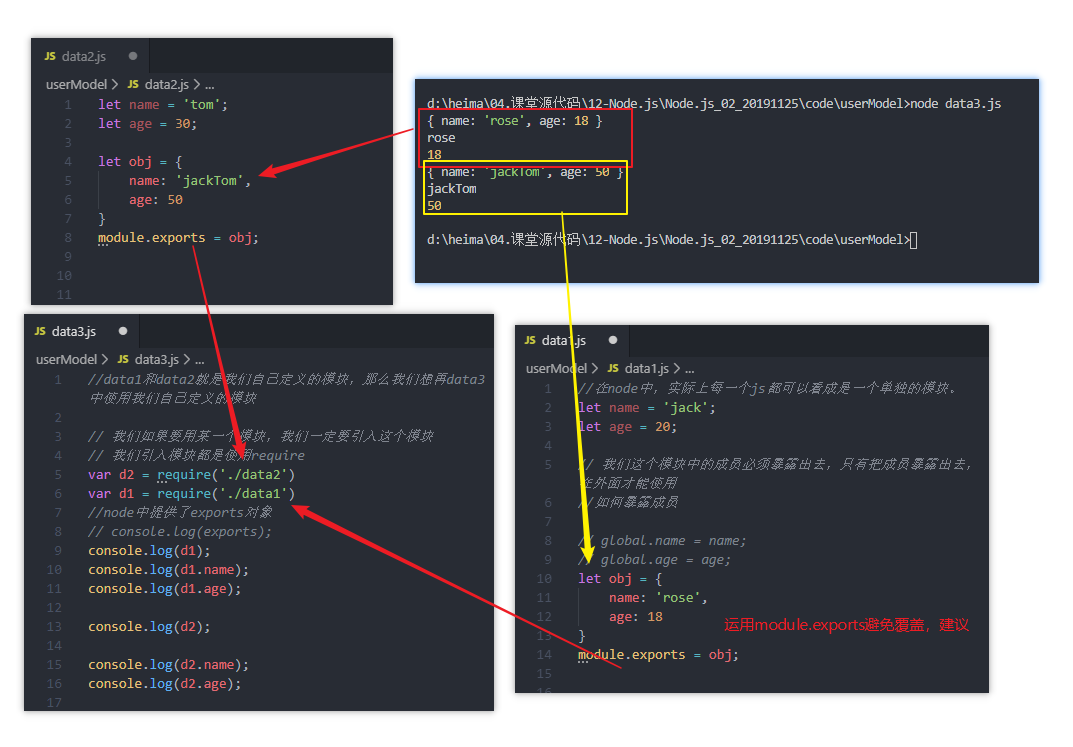 JS data2.js
userModel > JS data2.js > ...
1 let name = 'tom';
2 let age = 30;
3
4 let obj = {
5 name: 'jackTom',
6 age: 50
7 }
8 module.exports = obj;
9
10
11
d:\heima\04.课堂源代码\12-Node.js\Node.js_02_20191125\code\userModel>node data3.js
{ name: 'rose', age: 18 }
rose
18
{ name: 'jackTom', age: 50 }
jackTom
50
d:\heima\04.课堂源代码\12-Node.js\Node.js_02_20191125\code\userModel>
JS data3.js
userModel > JS data3.js > ...
1 //data1和data2就是我们自己定义的模块，那么我们想再data3
中使用我们自己定义的模块
2
3 // 我们如果要用某一个模块，我们一定要引入这个模块
4 // 我们引入模块都是使用require
5 var d2 = require('./data2')
6 var d1 = require('./data1')
7 //node中提供了exports对象
8 // console.log(exports);
9 console.log(d1);
10 console.log(d1.name);
11 console.log(d1.age);
12
13 console.log(d2);
14
15 console.log(d2.name);
16 console.log(d2.age);
17
JS data1.js
userModel > JS data1.js > ...
1 //在node中，实际上每一个js都可以看成是一个单独的模块。
2 let name = 'jack';
3 let age = 20;
4
5 // 我们这个模块中的成员必须暴露出去，只有把成员暴露出去，
在外面才能使用
6 //如何暴露成员
7
8 // global.name = name;
9 // global.age = age;
10 let obj = {
11 name: 'rose',
12 age: 18
运用module.exports避免覆盖，建议
13 }
14 module.exports = obj;
15
16